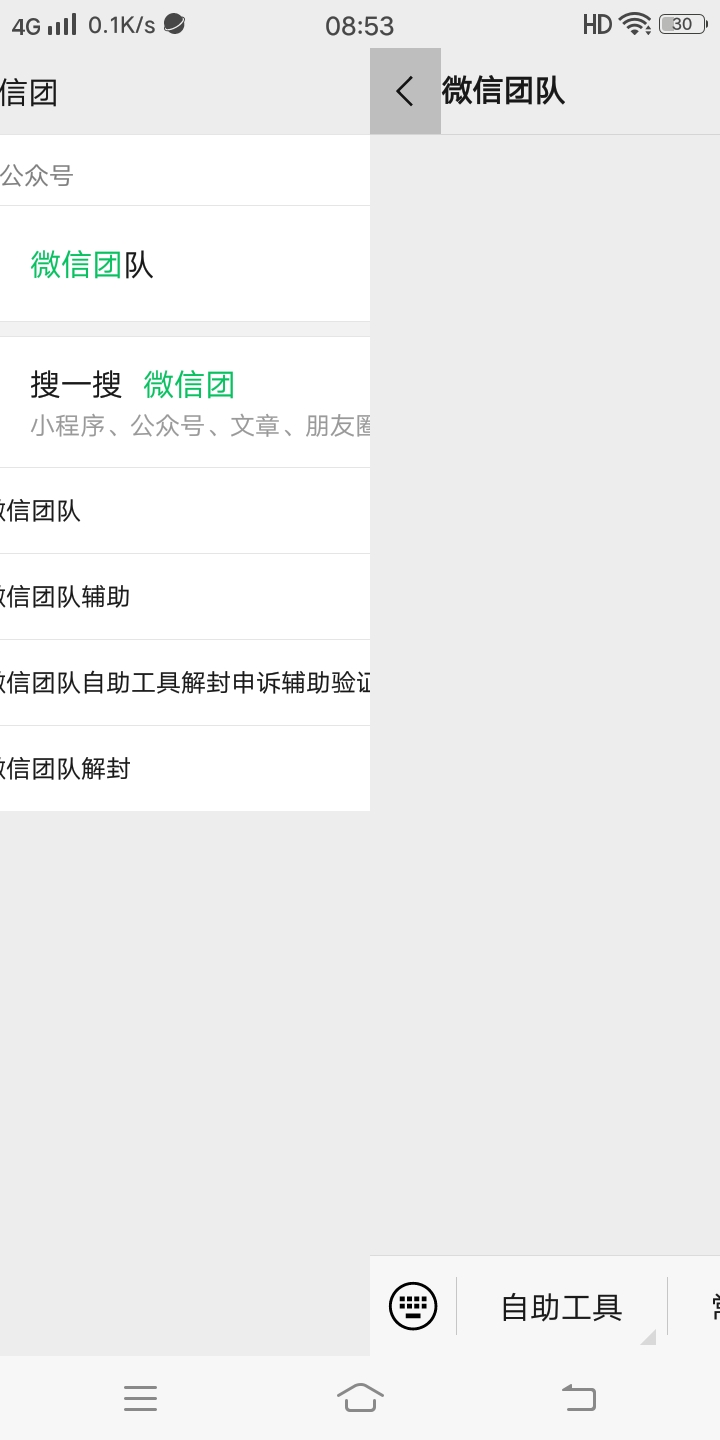 4G 0.1K/s 08:53 HD 30
信团
微信团队
公众号
微信团队
搜一搜 微信团
小程序、公众号、文章、朋友圈
微信团队
微信团队辅助
微信团队自助工具解封申诉辅助验证
微信团队解封
自助工具